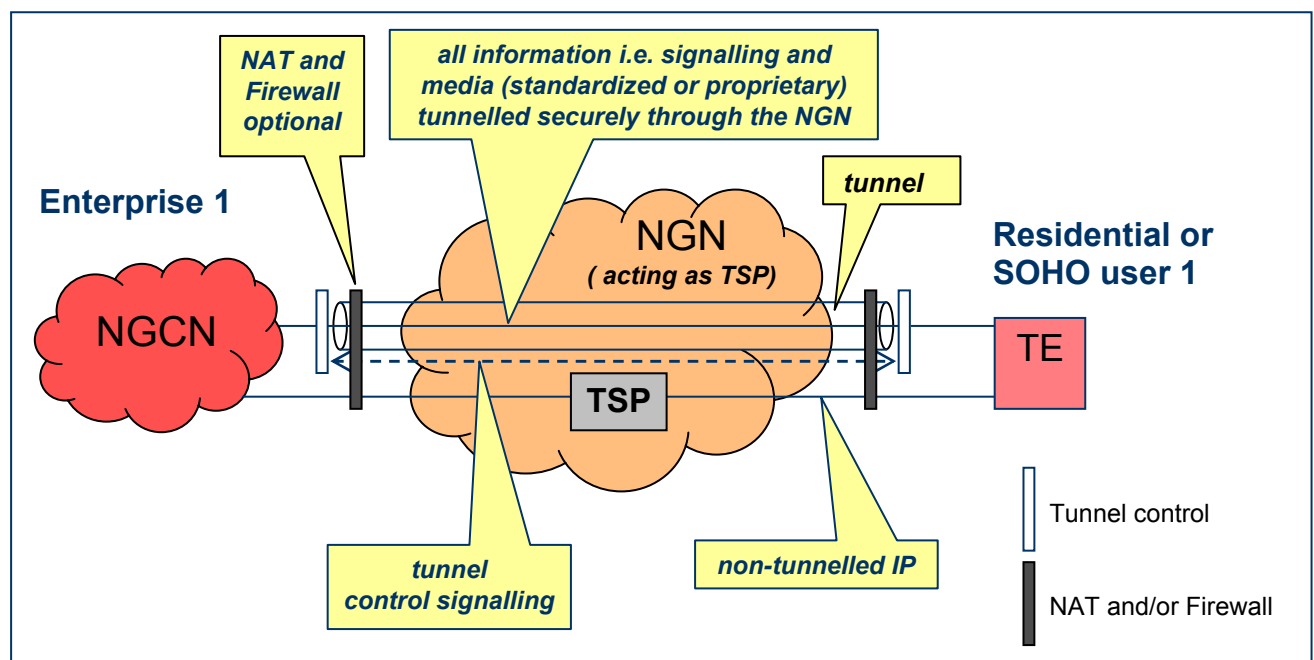 NAT and
Firewall
optional
all information i.e. signalling and
media (standardized or proprietary)
tunnelled securely through the NGN
tunnel
Enterprise 1
NGN
( acting as TSP)
Residential or
SOHO user 1
NGCN
TE
TSP
tunnel
control signalling
non-tunnelled IP
Tunnel control
NAT and/or Firewall